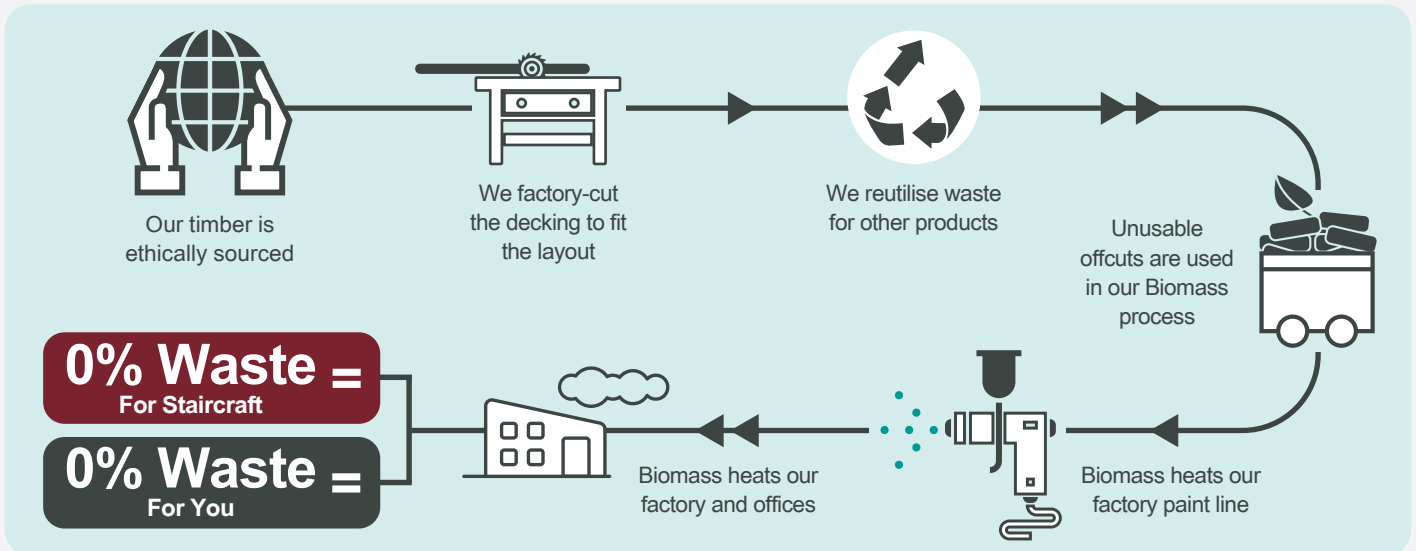 Our timber is
ethically sourced
We factory-cut
the decking to fit
the layout
We reutilise waste
for other products
Unusable
offcuts are used
in our Biomass
process
Biomass heats our
factory paint line
Biomass heats our
factory and offices
0% Waste =
For Staircraft
0% Waste =
For You